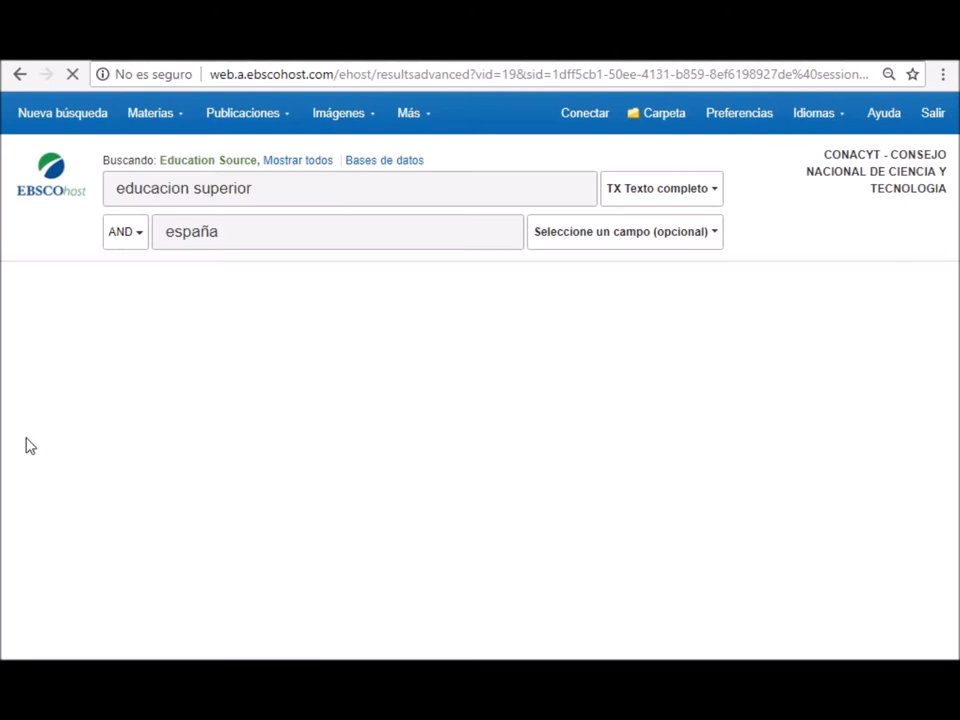 No es seguro web.a.ebscohost.com/ehost/resultsadvanced?vid=19&sid=1dff5cb1-50ee-4131-b859-8ef6198927de%40session...
Nueva búsqueda Materias Publicaciones Imágenes Más Conectar Carpeta Preferencias Idiomas Ayuda Salir
Buscando: Education Source, Mostrar todos Bases de datos
CONACYT - CONSEJO
NACIONAL DE CIENCIA Y
TECNOLOGIA
EBSCOhost
educacion superior TX Texto completo
AND españa Seleccione un campo (opcional)